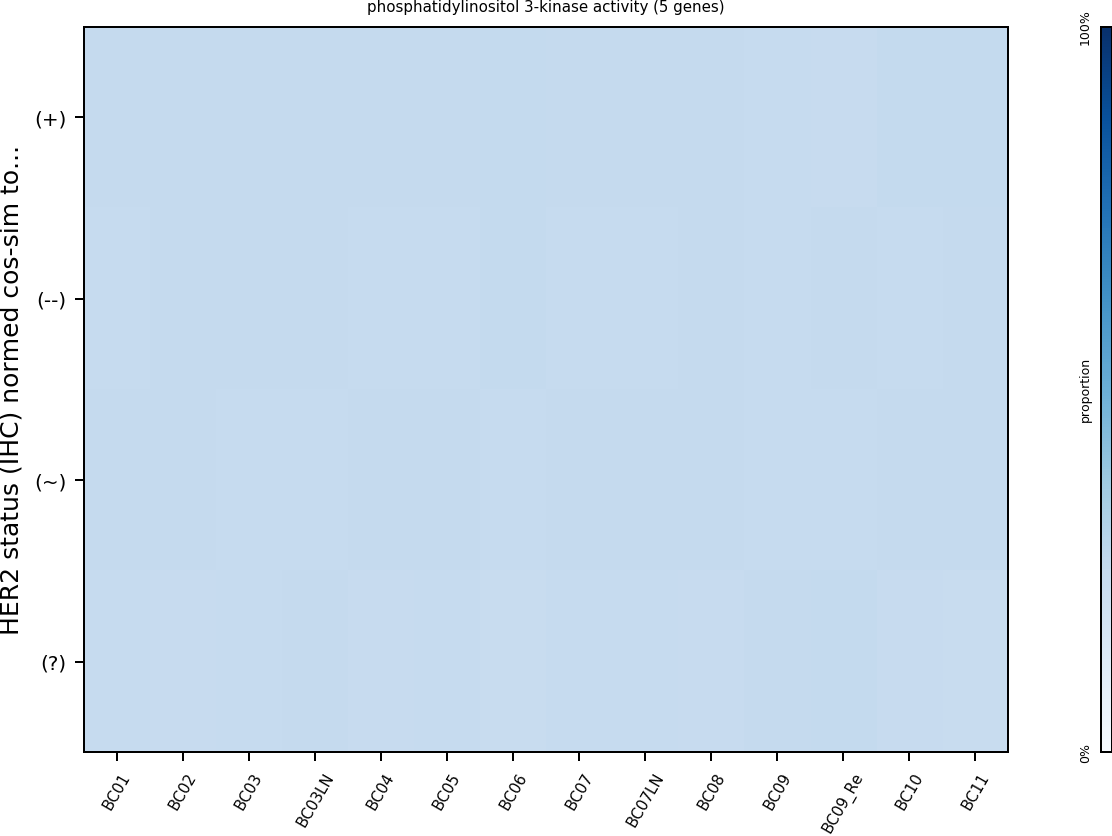 phosphatidylinositol 3-kinase activity (5 genes)
HER2 status (IHC) normed cos-sim to...
(+)
(--)
(~)
(?)
BC01
BC02
BC03
BC03LN
BC04
BC05
BC06
BC07
BC07LN
BC08
BC09
BC09_Re
BC10
BC11
100%
proportion
0%